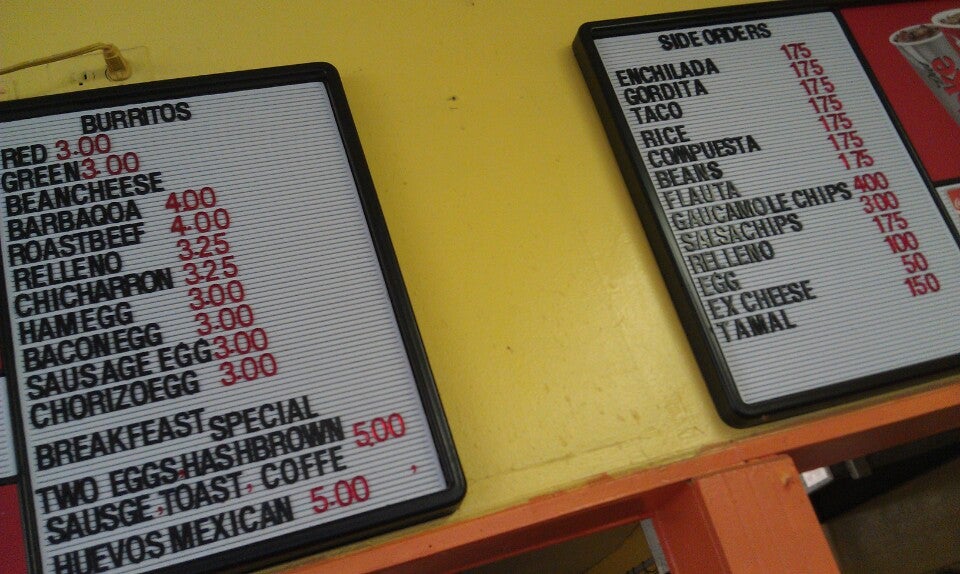 BURRITOS
RED 3.00
GREEN 3.00
BEANCHEESE
BARBAQOA 4.00
ROASTBEEF 4.00
RELLENO 3.25
CHICHARRON 3.25
HAMEGG 3.00
BACONEGG 3.00
SAUSAGE EGG 3.00
CHORIZOEGG 3.00
BREAKFEAST SPECIAL
TWO EGGS, HASHBROWN 5.00
SAUSGE, TOAST, COFFE ,
HUEVOS MEXICAN 5.00
SIDE ORDERS
ENCHILADA 175
GORDITA 175
TACO 175
RICE 175
COMPUESTA 175
BEANS 175
FLAUTA 175
GAUCAMOLE CHIPS 400
SALSACHIPS 300
RELLENO 175
EGG 100
EX CHEESE 50
TAMAL 150